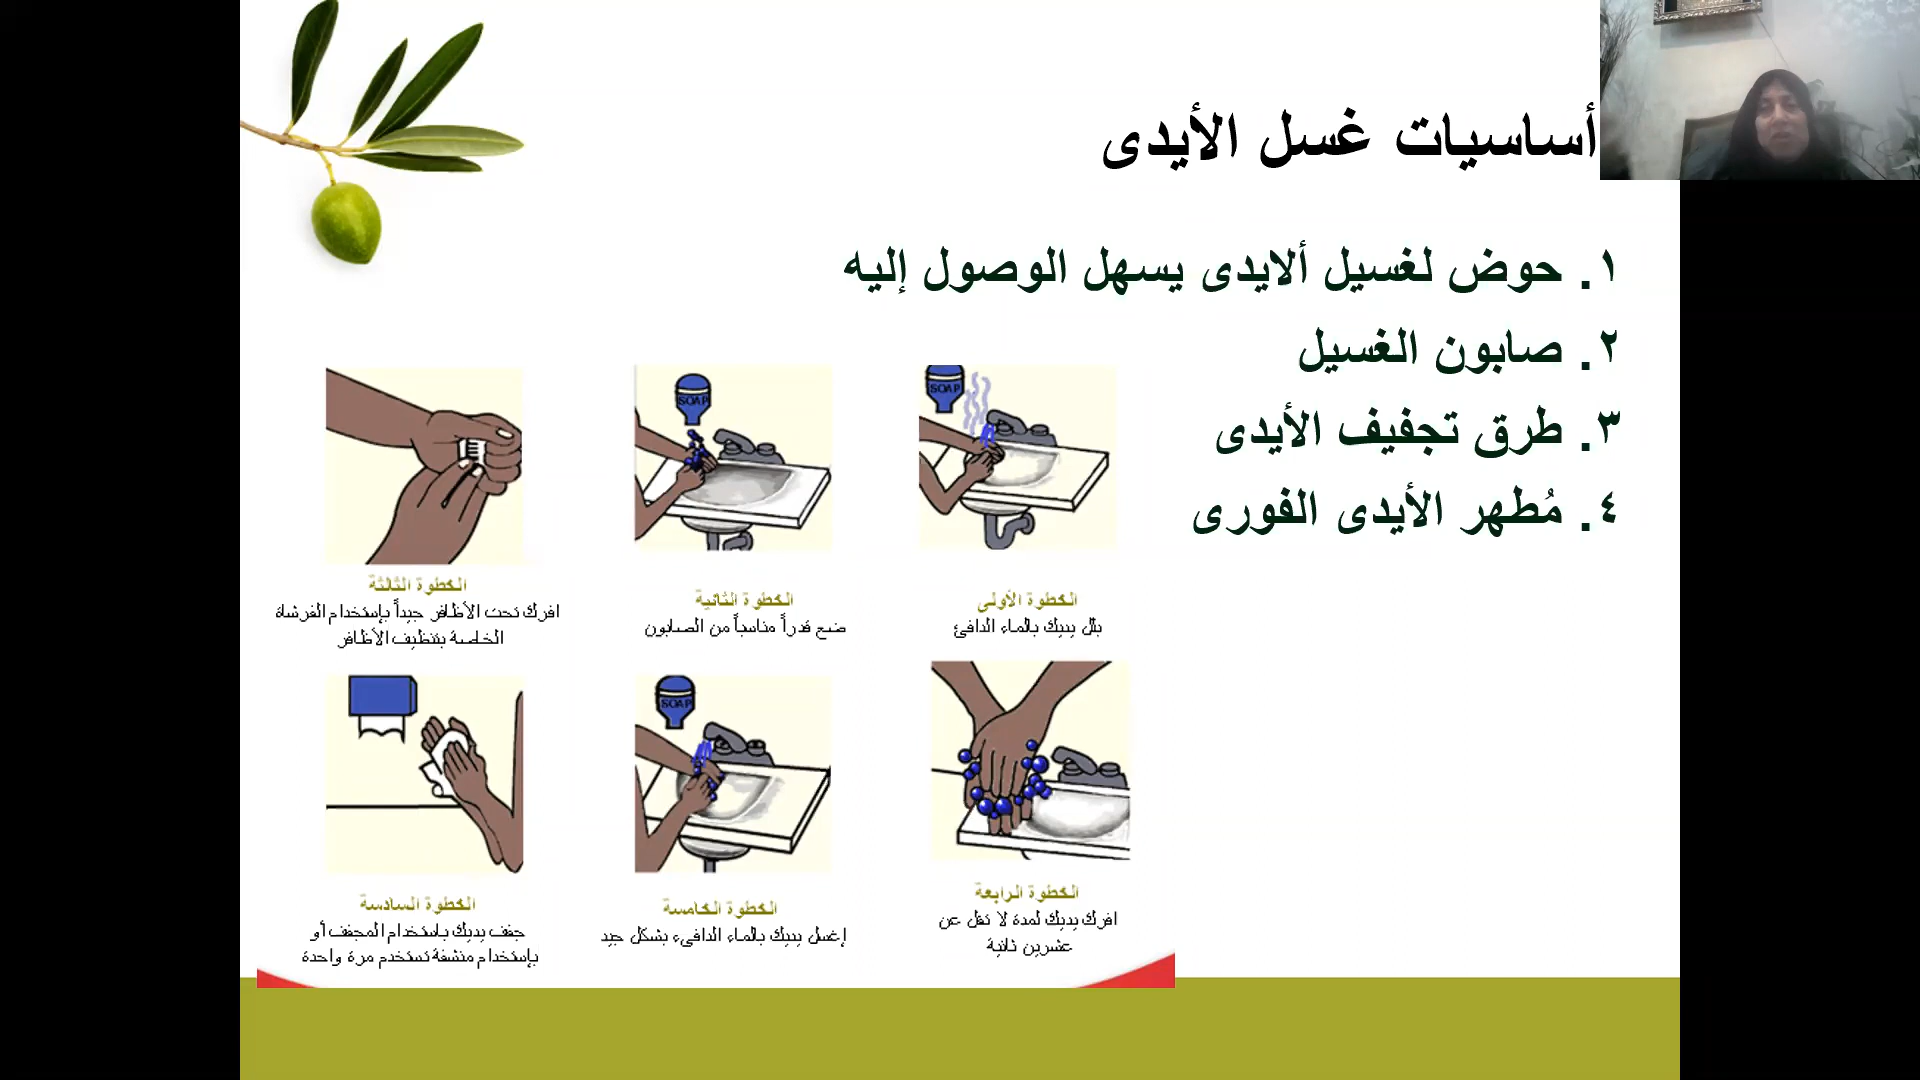 أساسيات غسل الأيدى
١. حوض لغسيل ألايدى يسهل الوصول إليه
٢. صابون الغسيل
٣. طرق تجفيف الأيدى
٤. مُطهر الأيدى الفورى
SOAP
SOAP
الخطوة الأولى
بلل يديك بالماء الدافئ
الخطوة الثانية
ضع قدراً مناسباً من الصابون
الخطوة الثالثة
افرك تحت الأظافر جيداً بإستخدام الفرشاة
الخاصة بتنظيف الأظافر
SOAP
الخطوة الرابعة
افرك يديك لمدة لا تقل عن
عشرين ثانية
الخطوة الخامسة
إغسل يديك بالماء الدافىء بشكل جيد
الخطوة السادسة
جفف يديك باستخدام المجفف أو
بإستخدام منشفة تستخدم مرة واحدة